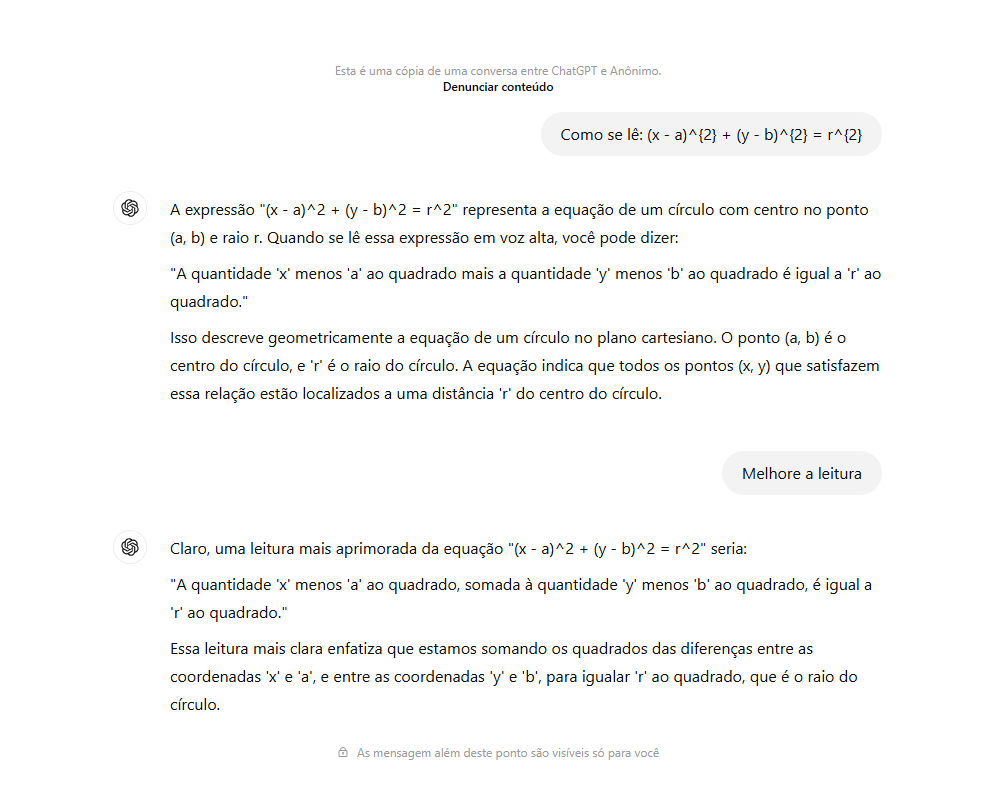 Esta é uma cópia de uma conversa entre ChatGPT e Anônimo.
Denunciar conteúdo
Como se lê: (x - a)^{2} + (y - b)^{2} = r^{2}
A expressão "(x - a)^2 + (y - b)^2 = r^2" representa a equação de um círculo com centro no ponto
(a, b) e raio r. Quando se lê essa expressão em voz alta, você pode dizer:
"A quantidade 'x' menos 'a' ao quadrado mais a quantidade 'y' menos 'b' ao quadrado é igual a 'r' ao
quadrado."
Isso descreve geometricamente a equação de um círculo no plano cartesiano. O ponto (a, b) é o
centro do círculo, e 'r' é o raio do círculo. A equação indica que todos os pontos (x, y) que satisfazem
essa relação estão localizados a uma distância 'r' do centro do círculo.
Melhore a leitura
Claro, uma leitura mais aprimorada da equação "(x - a)^2 + (y - b)^2 = r^2" seria:
"A quantidade 'x' menos 'a' ao quadrado, somada à quantidade 'y' menos 'b' ao quadrado, é igual a
'r' ao quadrado."
Essa leitura mais clara enfatiza que estamos somando os quadrados das diferenças entre as
coordenadas 'x' e 'a', e entre as coordenadas 'y' e 'b', para igualar 'r' ao quadrado, que é o raio do
círculo.
As mensagem além deste ponto são visíveis só para você